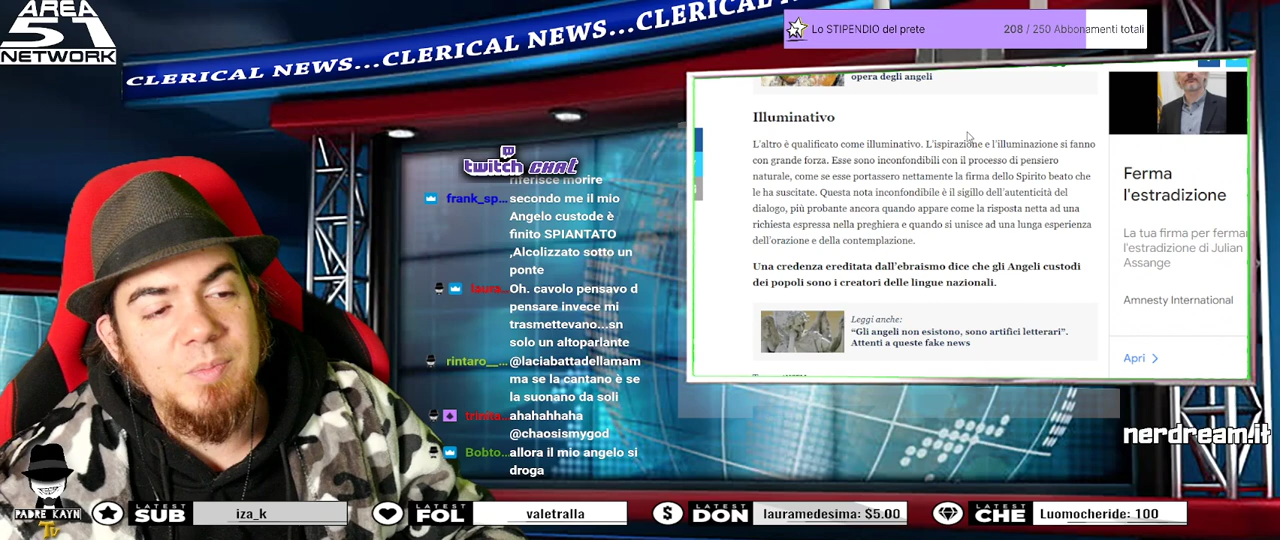 AREA
51
NETWORK
CLERICAL NEWS...CLERICAL NEWS...CLERICAL
Lo STIPENDIO del prete
208 / 250 Abbonamenti totali
twitch CHAT
riferisce morire
frank_sp... secondo me il mio
Angelo custode è
finito SPIANTATO
,Alcolizzato sotto un
ponte
laura... Oh. cavolo pensavo d
pensare invece mi
trasmettevano...sn
solo un altoparlante
rintaro__... @laciabattadellamam
ma se la cantano è se
la suonano da soli
ahahahhaha
@chaosismygod
Bobto... allora il mio angelo si
droga
opera degli angeli
Illuminativo
L'altro è qualificato come illuminativo. L'ispirazione e l'illuminazione si fanno
con grande forza. Esse sono inconfondibili con il processo di pensiero
naturale, come se esse portassero nettamente la firma dello Spirito beato che
le ha suscitate. Questa nota inconfondibile è il sigillo dell'autenticità del
dialogo, più probante ancora quando appare come la risposta netta ad una
richiesta espressa nella preghiera e quando si unisce ad una lunga esperienza
dell'orazione e della contemplazione.
Una credenza ereditata dall'ebraismo dice che gli Angeli custodi
dei popoli sono i creatori delle lingue nazionali.
Leggi anche:
“Gli angeli non esistono, sono artifici letterari”.
Attenti a queste fake news
Ferma
l'estradizione
La tua firma per fermar
l'estradizione di Julian
Assange
Amnesty International
Apri
nerdream.it
PADRE KAYN
Tv
LATEST
SUB
iza_k
LATEST
FOL
valetralla
LATEST
DON
lauramedesima: $5.00
LATEST
CHE
Luomocheride: 100